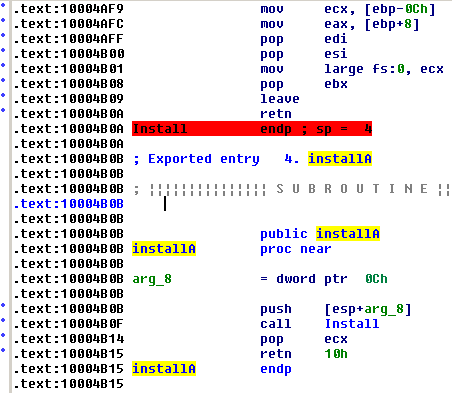 .text:10004AF9 mov ecx, [ebp-0Ch]
.text:10004AFC mov eax, [ebp+8]
.text:10004AFF pop edi
.text:10004B00 pop esi
.text:10004B01 mov large fs:0, ecx
.text:10004B08 pop ebx
.text:10004B09 leave
.text:10004B0A retn
.text:10004B0A Install endp ; sp = 4
.text:10004B0A
.text:10004B0B ; Exported entry 4. installA
.text:10004B0B
.text:10004B0B ; ¦¦¦¦¦¦¦¦¦¦¦¦¦¦¦ S U B R O U T I N E ¦¦
.text:10004B0B
.text:10004B0B
.text:10004B0B public installA
.text:10004B0B installA proc near
.text:10004B0B
.text:10004B0B arg_8 = dword ptr 0Ch
.text:10004B0B
.text:10004B0B push [esp+arg_8]
.text:10004B0F call Install
.text:10004B14 pop ecx
.text:10004B15 retn 10h
.text:10004B15 installA endp
.text:10004B15